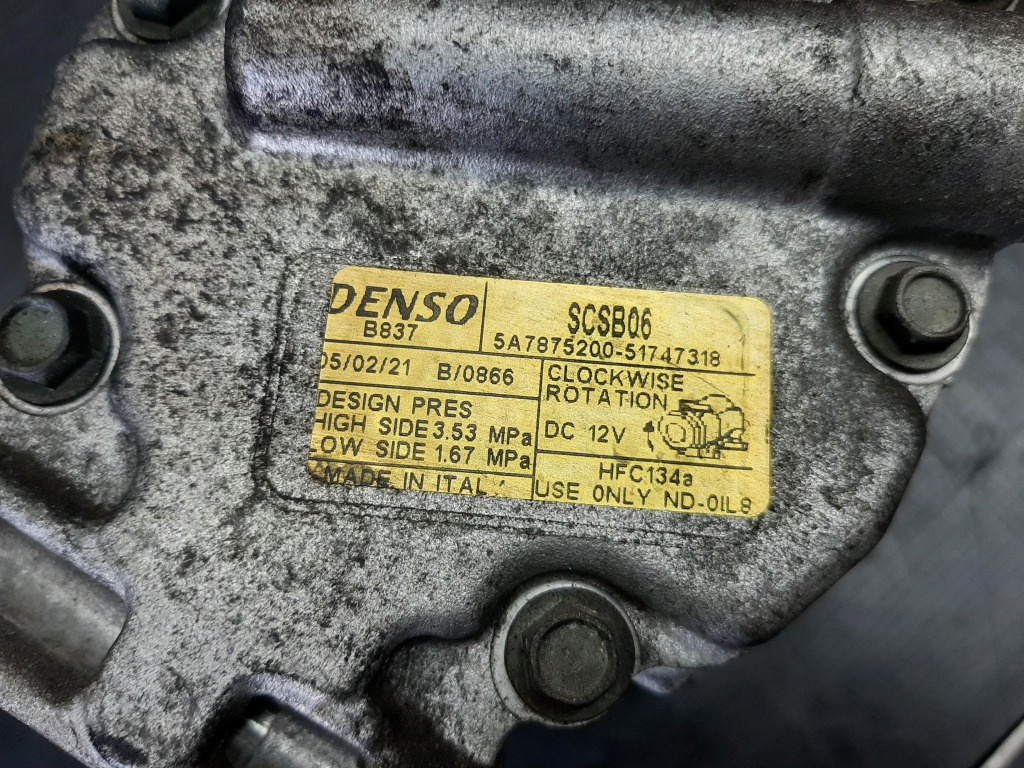 DENSO
B837
SCSB06
5A7875200-51747318
05/02/21 B/0866
DESIGN PRES
HIGH SIDE 3.53 MPa
LOW SIDE 1.67 MPa
MADE IN ITAL
CLOCKWISE
ROTATION
DC 12V
HFC134a
USE ONLY ND-OIL8